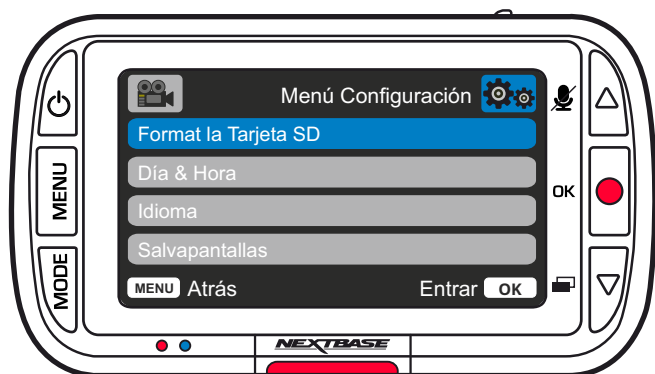 Menú Configuración
Format la Tarjeta SD
Día & Hora
Idioma
Salvapantallas
MENU Atrás Entrar OK
MENU
MODE
OK
NEXTBASE